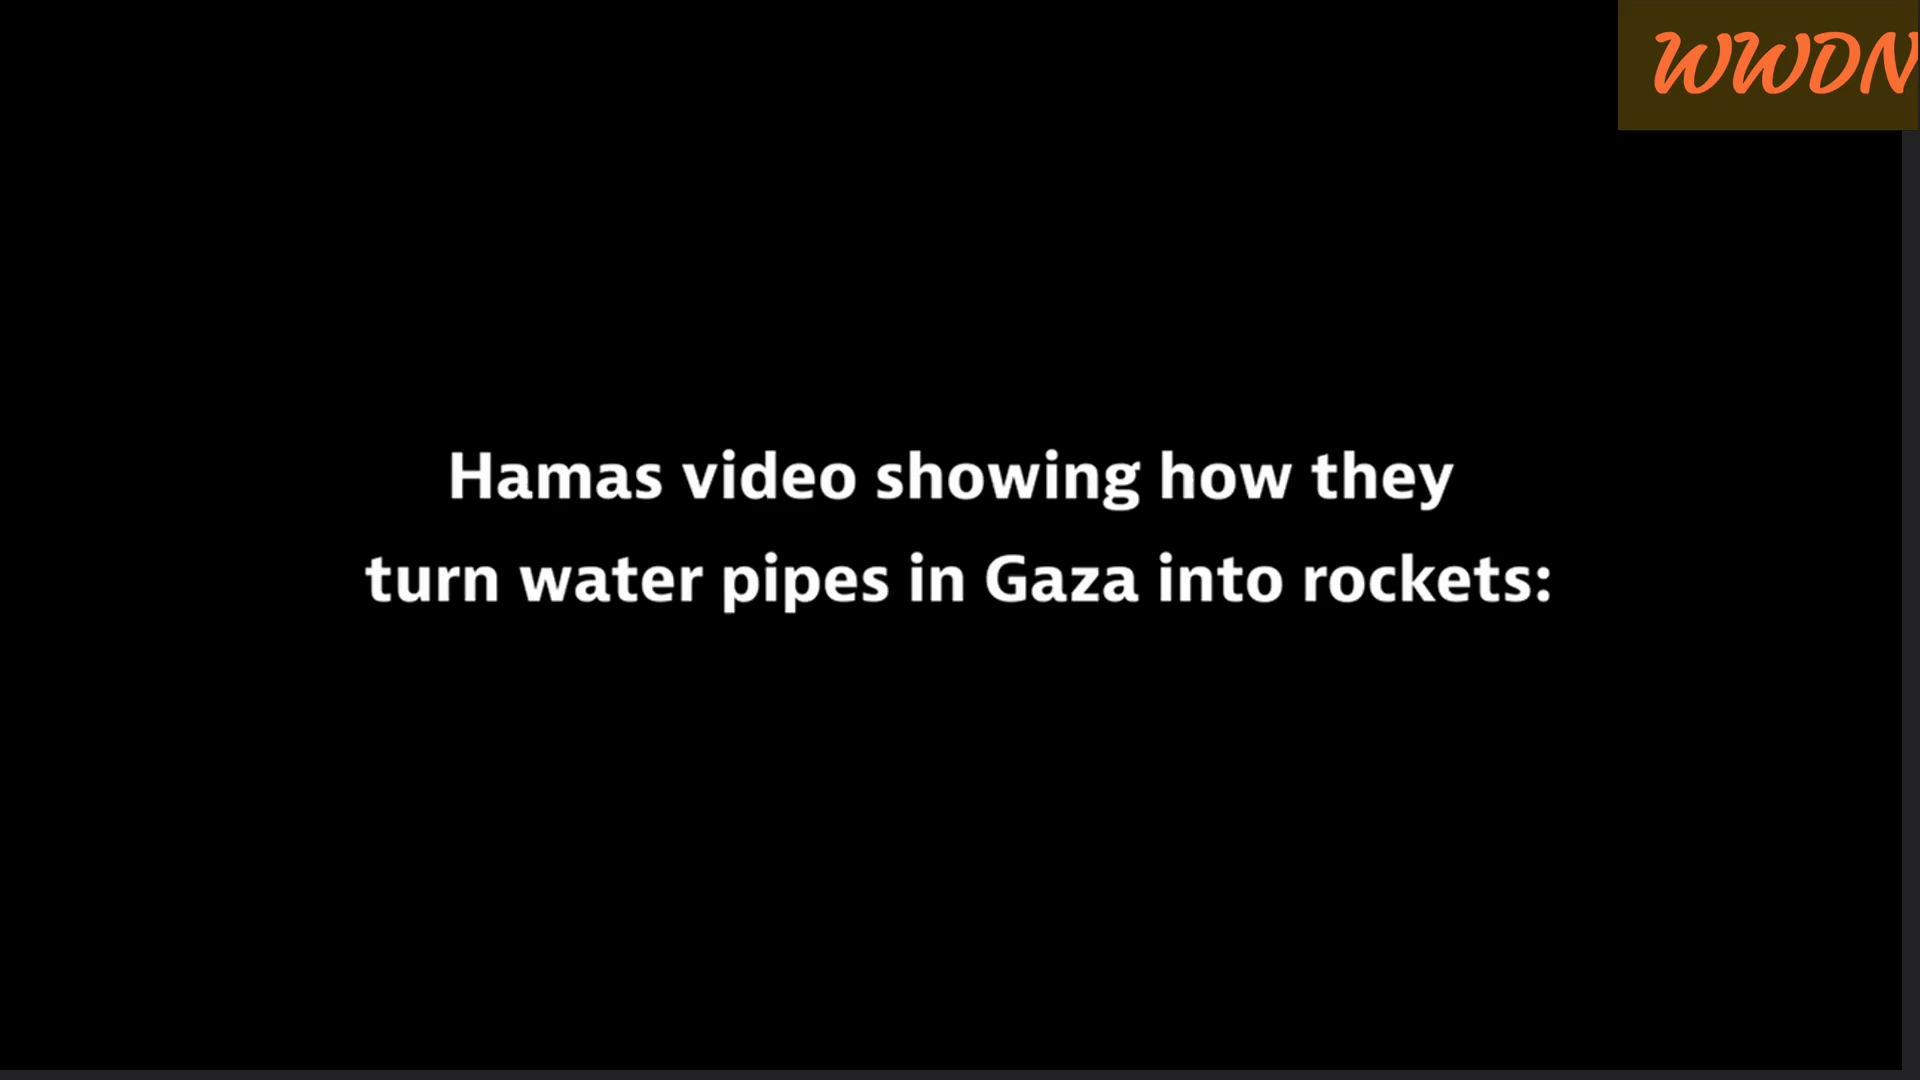 WWDN
Hamas video showing how they
turn water pipes in Gaza into rockets: